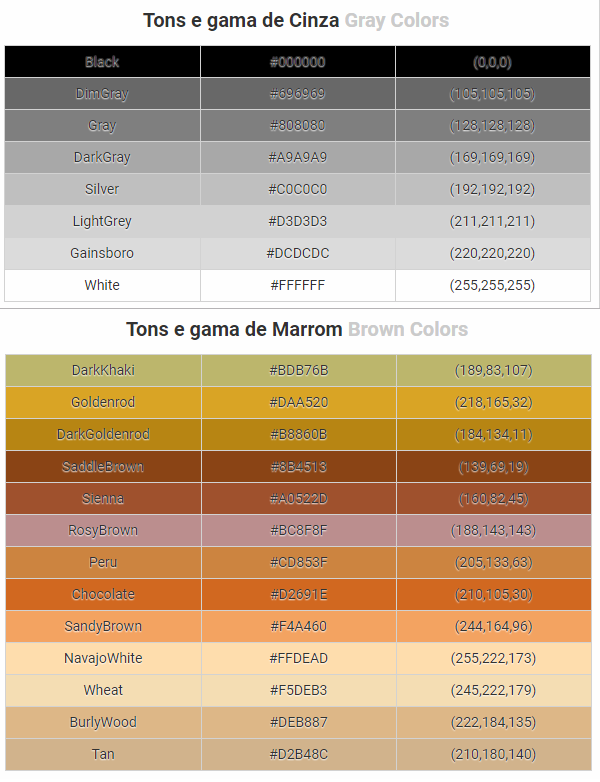 Tons e gama de Cinza Gray Colors
Black #000000 (0,0,0)
DimGray #696969 (105,105,105)
Gray #808080 (128,128,128)
DarkGray #A9A9A9 (169,169,169)
Silver #C0C0C0 (192,192,192)
LightGrey #D3D3D3 (211,211,211)
Gainsboro #DCDCDC (220,220,220)
White #FFFFFF (255,255,255)
Tons e gama de Marrom Brown Colors
DarkKhaki #BDB76B (189,83,107)
Goldenrod #DAA520 (218,165,32)
DarkGoldenrod #B8860B (184,134,11)
SaddleBrown #8B4513 (139,69,19)
Sienna #A0522D (160,82,45)
RosyBrown #BC8F8F (188,143,143)
Peru #CD853F (205,133,63)
Chocolate #D2691E (210,105,30)
SandyBrown #F4A460 (244,164,96)
NavajoWhite #FFDEAD (255,222,173)
Wheat #F5DEB3 (245,222,179)
BurlyWood #DEB887 (222,184,135)
Tan #D2B48C (210,180,140)